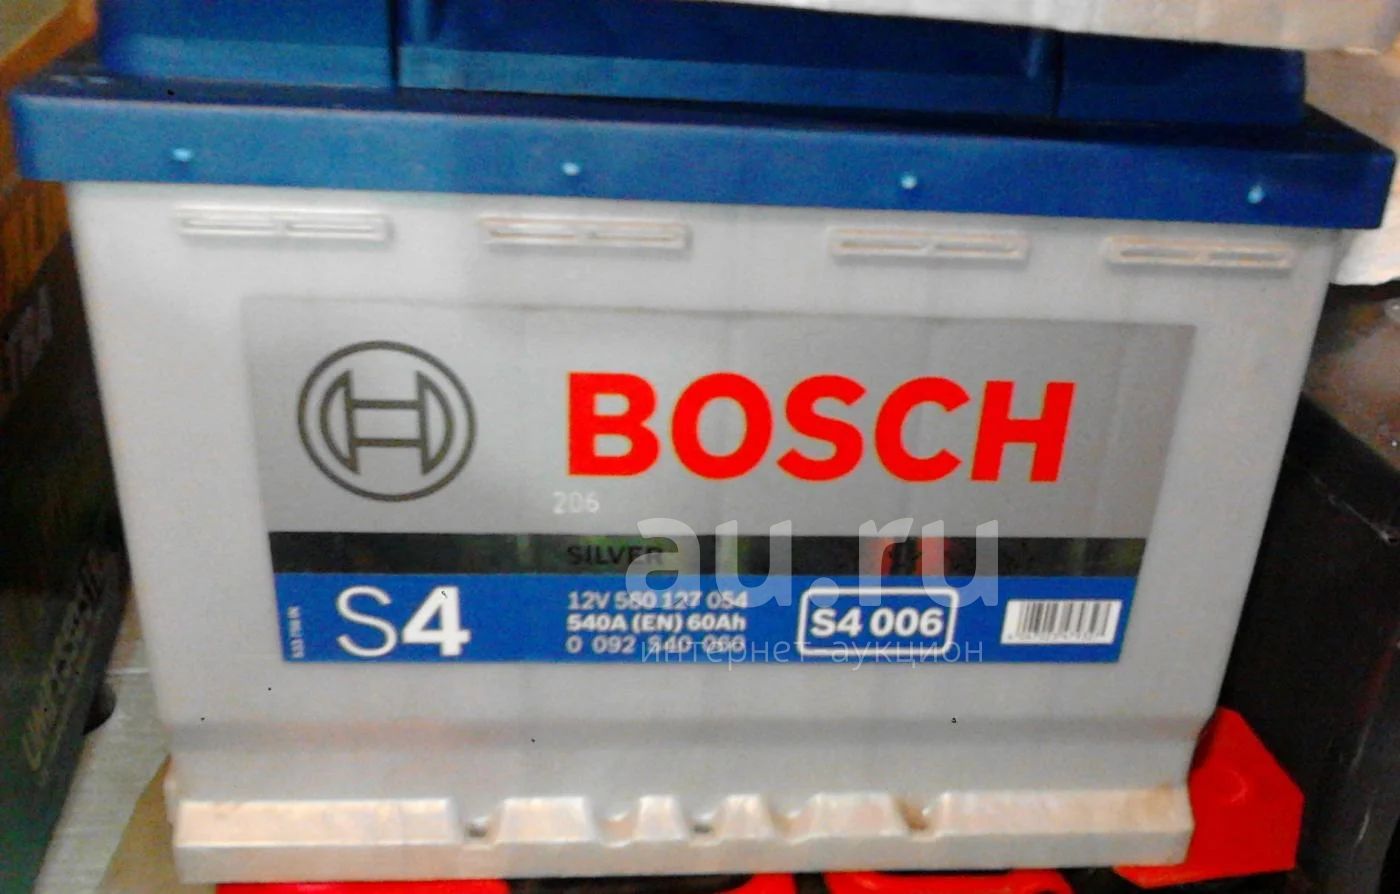 BOSCH
206
SILVER
S4
12V 560 127 054
540A (EN) 60Ah
0 092 S40 060
S4 006
au.ru
интернет аукцион